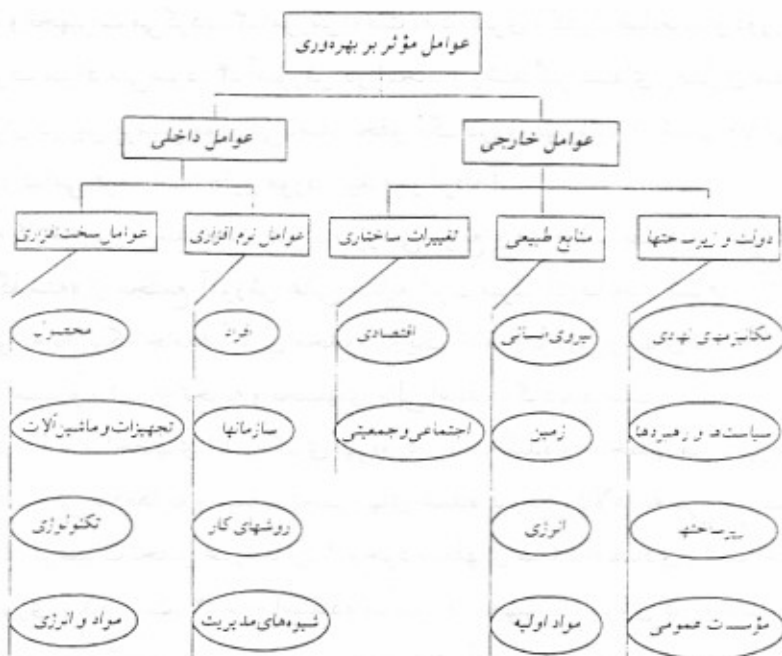 عوامل مؤثر بر بهره‌وری
عوامل خارجی
عوامل داخلی
دولت و زیرساختها
منابع طبیعی
تغییرات ساختاری
عوامل نرم افزاری
عوامل سخت افزاری
مکانیزمهای نهادی
نیروی انسانی
اقتصادی
افراد
محصول
سیاست‌ها و رهبردها
زمین
اجتماعی و جمعیتی
سازمانها
تجهیزات و ماشین آلات
زیرساختها
انرژی
روشهای کار
تکنولوژی
مؤسسات عمومی
مواد اولیه
شیوه‌های مدیریت
مواد و انرژی